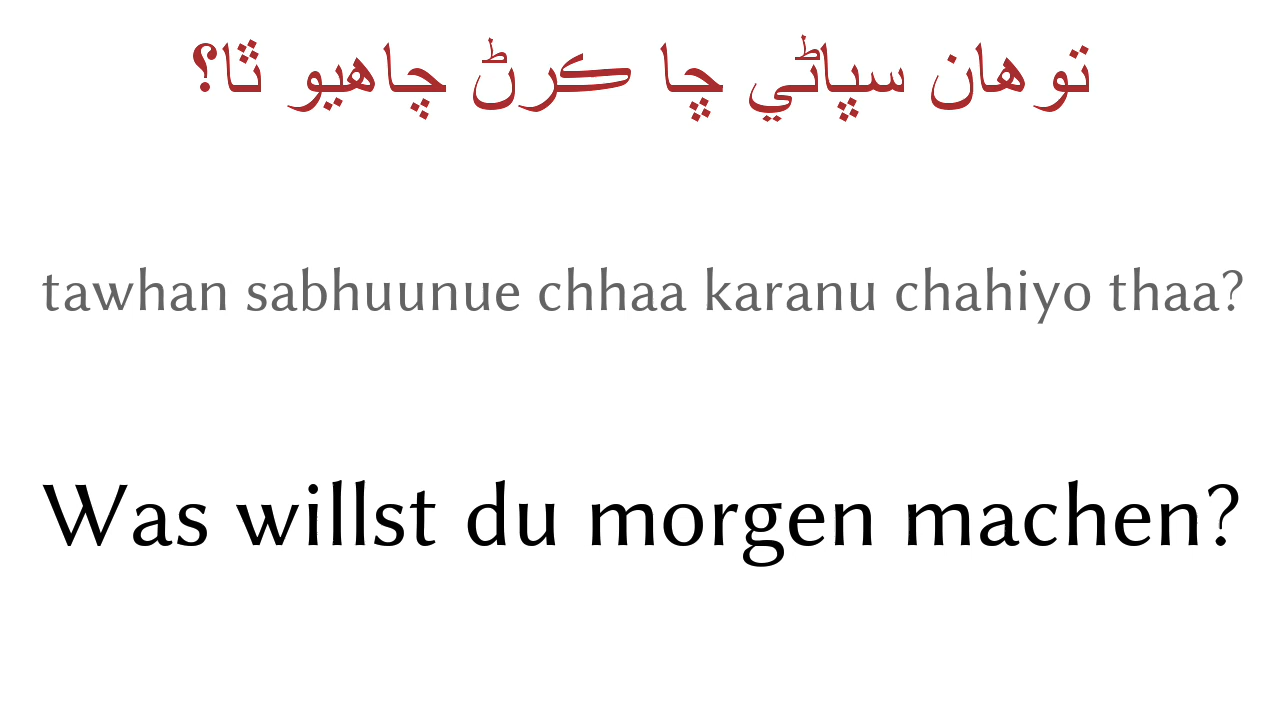 توهان سڀاڻي ڇا ڪرڻ چاهيو ٿا؟
tawhan sabhuunue chhaa karanu chahiyo thaa?
Was willst du morgen machen?